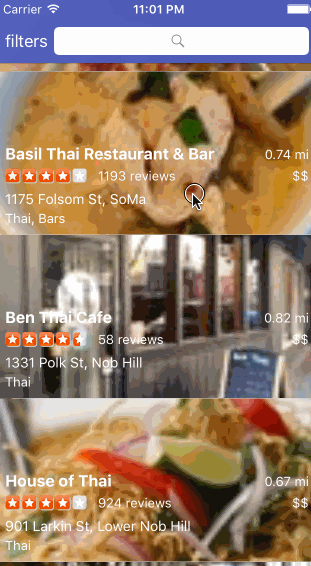 Carrier 11:01 PM
filters
Basil Thai Restaurant & Bar 0.74 mi
1193 reviews $$
1175 Folsom St, SoMa
Thai, Bars
Ben Thai Cafe 0.82 mi
58 reviews $$
1331 Polk St, Nob Hill
Thai
House of Thai 0.67 mi
924 reviews $$
901 Larkin St, Lower Nob Hill
Thai